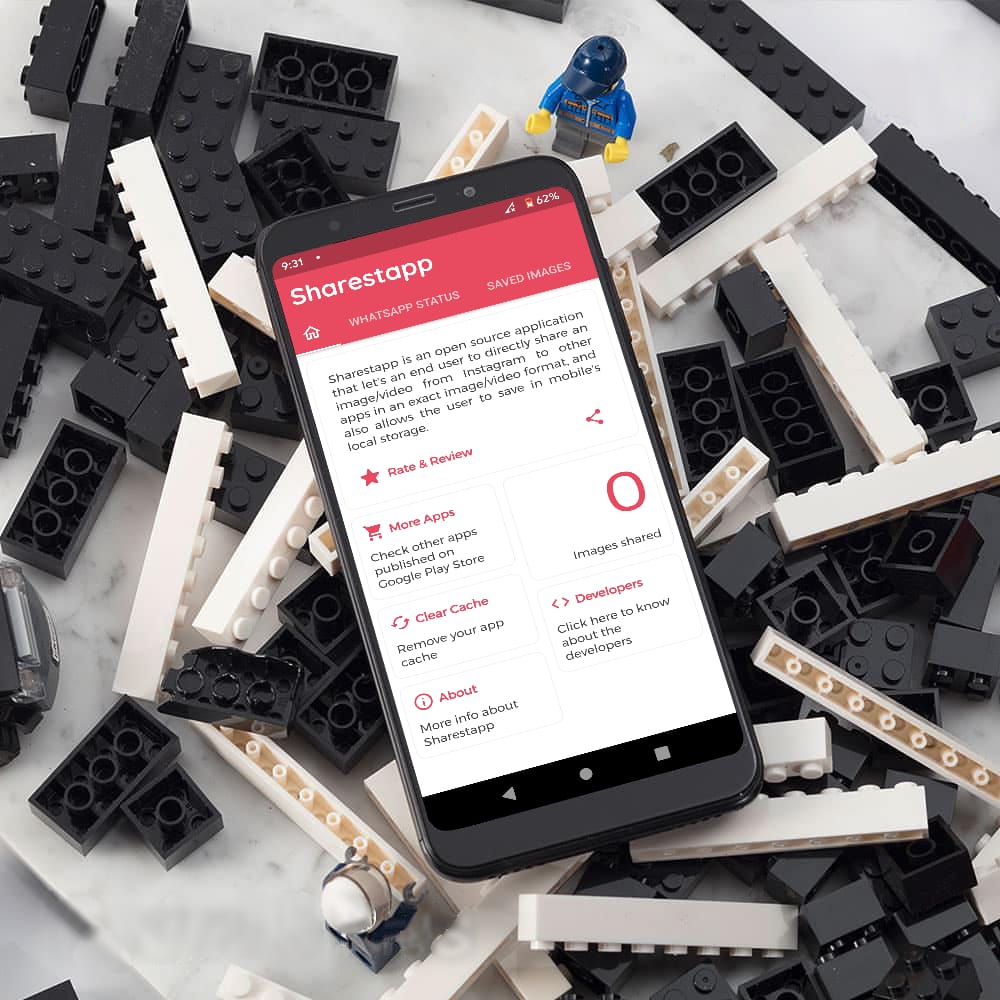 9:31
62%
Sharestapp
WHATSAPP STATUS
SAVED IMAGES
Sharestapp is an open source application
that let's an end user to directly share an
image/video from Instagram to other
apps in an exact image/video format, and
also allows the user to save in mobile's
local storage.
Rate & Review
More Apps
Check other apps
published on
Google Play Store
0
Images shared
Clear Cache
Remove your app
cache
Developers
Click here to know
about the
developers
About
More info about
Sharestapp